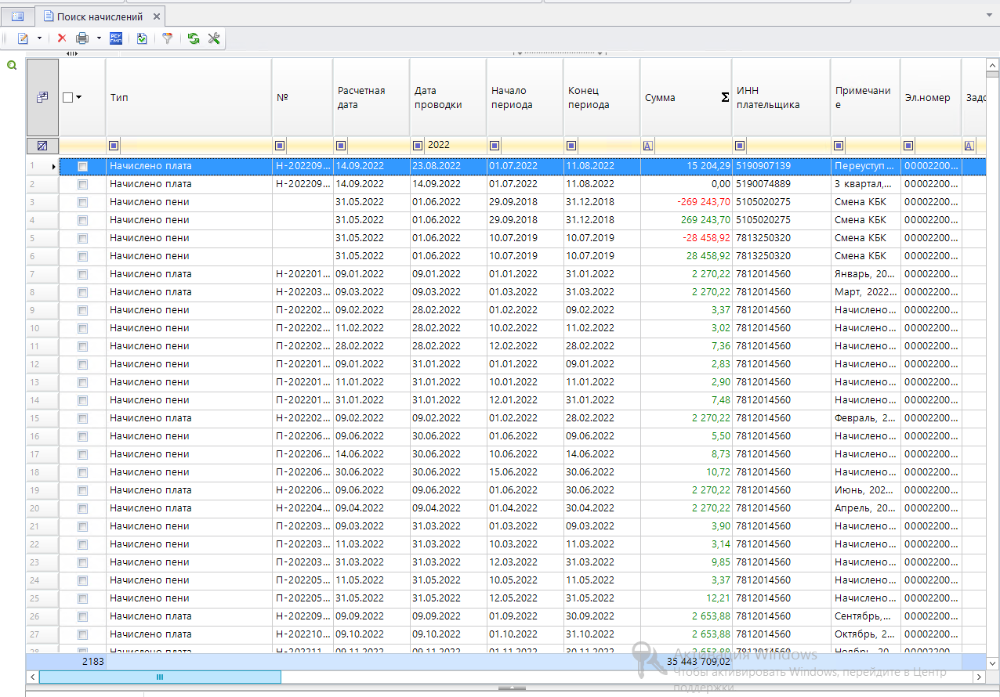 Поиск начислений
РСУ
ГМП
Тип № Расчетная дата Дата проводки Начало периода Конец периода Сумма Σ ИНН плательщика Примечани е Эл.номер Задо
2022 A A
1 Начислено плата Н-202209... 14.09.2022 23.08.2022 01.07.2022 11.08.2022 15 204,29 5190907139 Переуступ ... 00002200...
2 Начислено плата Н-202209... 14.09.2022 14.09.2022 01.07.2022 11.08.2022 0,00 5190074889 3 квартал,... 00002200...
3 Начислено пени 31.05.2022 01.06.2022 29.09.2018 31.12.2018 -269 243,70 5105020275 Смена КБК 00002200...
4 Начислено пени 31.05.2022 01.06.2022 29.09.2018 31.12.2018 269 243,70 5105020275 Смена КБК 00002200...
5 Начислено пени 31.05.2022 01.06.2022 10.07.2019 10.07.2019 -28 458,92 7813250320 Смена КБК 00002200...
6 Начислено пени 31.05.2022 01.06.2022 10.07.2019 10.07.2019 28 458,92 7813250320 Смена КБК 00002200...
7 Начислено плата Н-202201... 09.01.2022 09.01.2022 01.01.2022 31.01.2022 2 270,22 7812014560 Январь, 20... 00002200...
8 Начислено плата Н-202203... 09.03.2022 09.03.2022 01.03.2022 31.03.2022 2 270,22 7812014560 Март, 2022... 00002200...
9 Начислено пени П-202202... 09.02.2022 28.02.2022 01.02.2022 09.02.2022 3,37 7812014560 Начислено... 00002200...
10 Начислено пени П-202202... 11.02.2022 28.02.2022 10.02.2022 11.02.2022 3,02 7812014560 Начислено... 00002200...
11 Начислено пени П-202202... 28.02.2022 28.02.2022 12.02.2022 28.02.2022 7,36 7812014560 Начислено... 00002200...
12 Начислено пени П-202201... 09.01.2022 31.01.2022 01.01.2022 09.01.2022 2,83 7812014560 Начислено... 00002200...
13 Начислено пени П-202201... 11.01.2022 31.01.2022 10.01.2022 11.01.2022 2,90 7812014560 Начислено... 00002200...
14 Начислено пени П-202201... 31.01.2022 31.01.2022 12.01.2022 31.01.2022 7,48 7812014560 Начислено... 00002200...
15 Начислено плата Н-202202... 09.02.2022 09.02.2022 01.02.2022 28.02.2022 2 270,22 7812014560 Февраль, 2... 00002200...
16 Начислено пени П-202206... 09.06.2022 30.06.2022 01.06.2022 09.06.2022 5,50 7812014560 Начислено... 00002200...
17 Начислено пени П-202206... 14.06.2022 30.06.2022 10.06.2022 14.06.2022 8,73 7812014560 Начислено... 00002200...
18 Начислено пени П-202206... 30.06.2022 30.06.2022 15.06.2022 30.06.2022 10,72 7812014560 Начислено... 00002200...
19 Начислено плата Н-202206... 09.06.2022 09.06.2022 01.06.2022 30.06.2022 2 270,22 7812014560 Июнь, 202... 00002200...
20 Начислено плата Н-202204... 09.04.2022 09.04.2022 01.04.2022 30.04.2022 2 270,22 7812014560 Апрель, 20... 00002200...
21 Начислено пени П-202203... 09.03.2022 31.03.2022 01.03.2022 09.03.2022 3,90 7812014560 Начислено... 00002200...
22 Начислено пени П-202203... 11.03.2022 31.03.2022 10.03.2022 11.03.2022 3,14 7812014560 Начислено... 00002200...
23 Начислено пени П-202203... 31.03.2022 31.03.2022 12.03.2022 31.03.2022 9,85 7812014560 Начислено... 00002200...
24 Начислено пени П-202205... 11.05.2022 31.05.2022 10.05.2022 11.05.2022 3,37 7812014560 Начислено... 00002200...
25 Начислено пени П-202205... 31.05.2022 31.05.2022 12.05.2022 31.05.2022 12,21 7812014560 Начислено... 00002200...
26 Начислено плата Н-202209... 09.09.2022 09.09.2022 01.09.2022 30.09.2022 2 653,88 7812014560 Сентябрь,... 00002200...
27 Начислено плата Н-202210... 09.10.2022 09.10.2022 01.10.2022 31.10.2022 2 653,88 7812014560 Октябрь, 2... 00002200...
28 Начислено плата Н-202211... 09.11.2022 09.11.2022 01.11.2022 30.11.2022 2 653,88 7812014560 Ноябрь, 20... 00002200...
2183 35 443 709,02
Активация Windows
Чтобы активировать Windows, перейдите в Центр
поддержки.